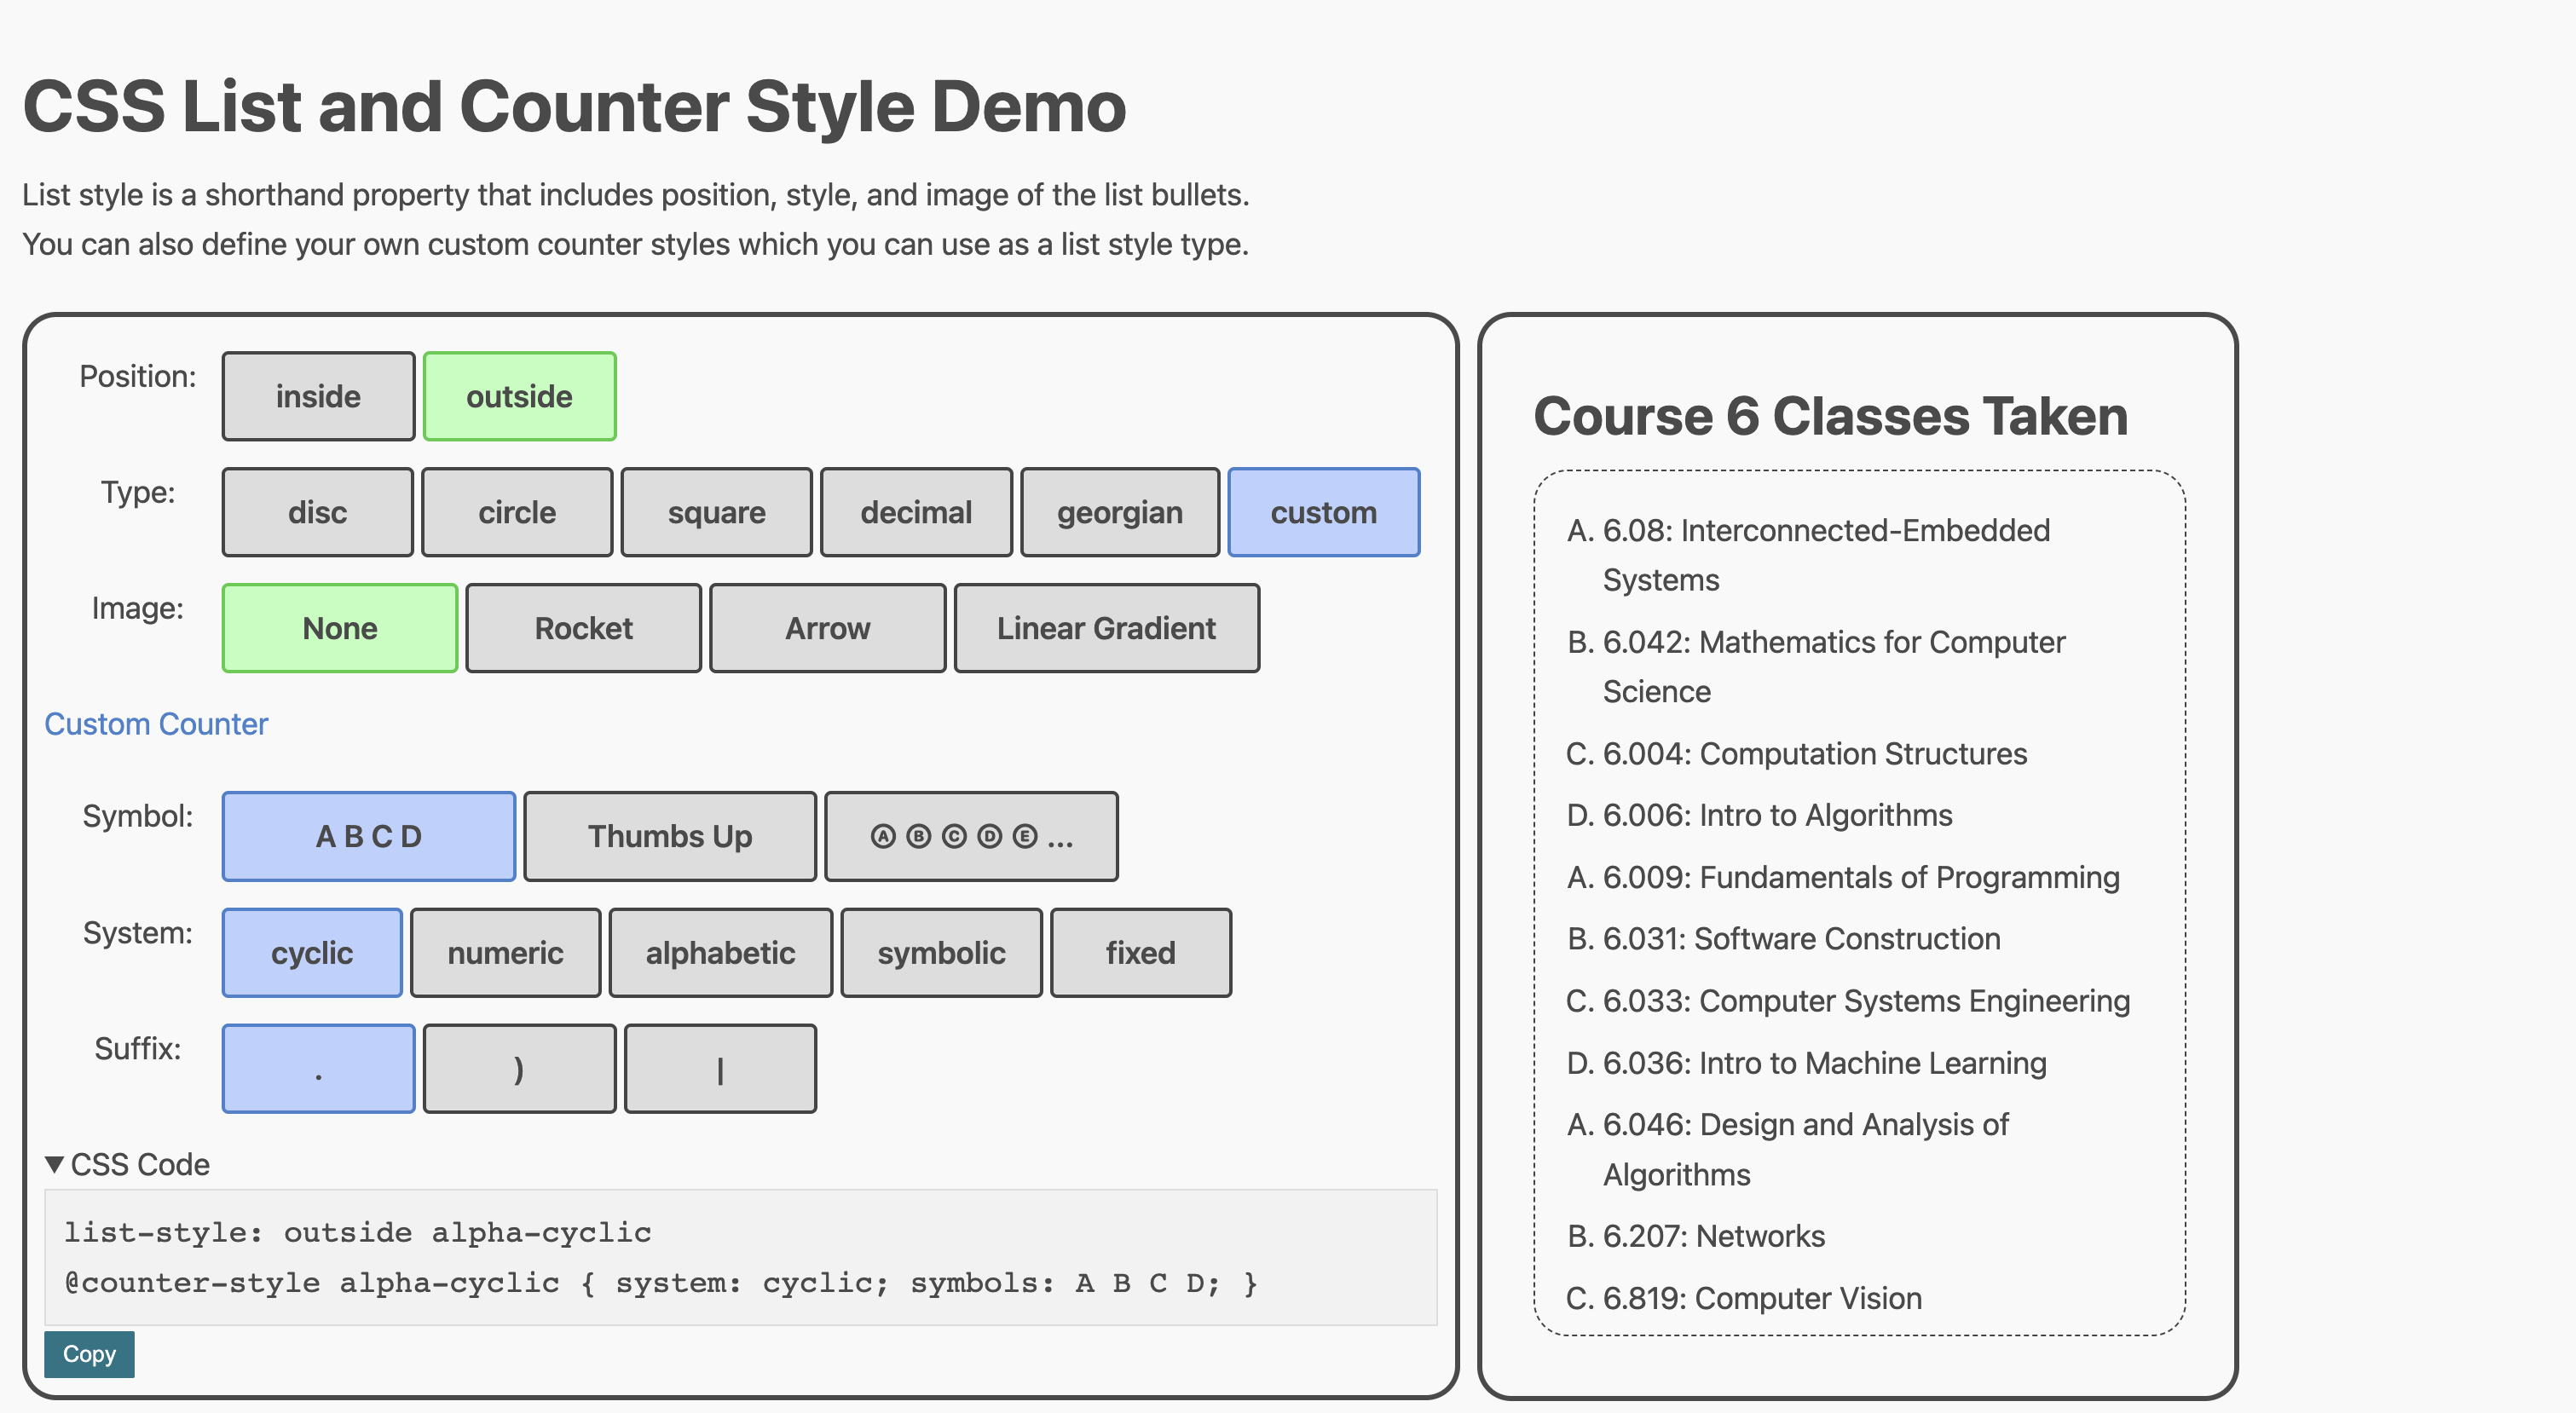 CSS List and Counter Style Demo
List style is a shorthand property that includes position, style, and image of the list bullets.
You can also define your own custom counter styles which you can use as a list style type.
Position:
inside
outside
Type:
disc
circle
square
decimal
georgian
custom
Image:
None
Rocket
Arrow
Linear Gradient
Custom Counter
Symbol:
A B C D
Thumbs Up
Ⓐ Ⓑ Ⓒ Ⓓ Ⓔ ...
System:
cyclic
numeric
alphabetic
symbolic
fixed
Suffix:
.
)
|
▼ CSS Code
list-style: outside alpha-cyclic
@counter-style alpha-cyclic { system: cyclic; symbols: A B C D; }
Copy
Course 6 Classes Taken
A. 6.08: Interconnected-Embedded
Systems
B. 6.042: Mathematics for Computer
Science
C. 6.004: Computation Structures
D. 6.006: Intro to Algorithms
A. 6.009: Fundamentals of Programming
B. 6.031: Software Construction
C. 6.033: Computer Systems Engineering
D. 6.036: Intro to Machine Learning
A. 6.046: Design and Analysis of
Algorithms
B. 6.207: Networks
C. 6.819: Computer Vision